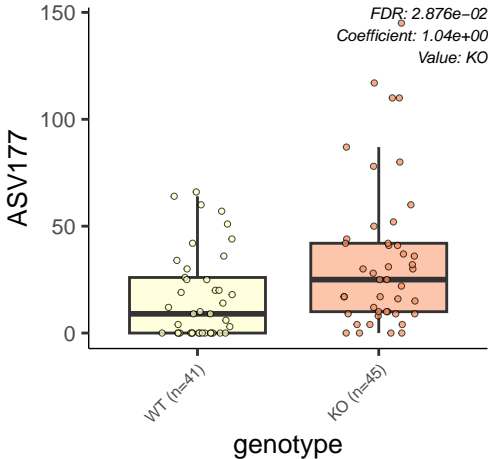 FDR: 2.876e−02
Coefficient: 1.04e+00
Value: KO
150
100
50
0
ASV177
WT (n=41)
KO (n=45)
genotype